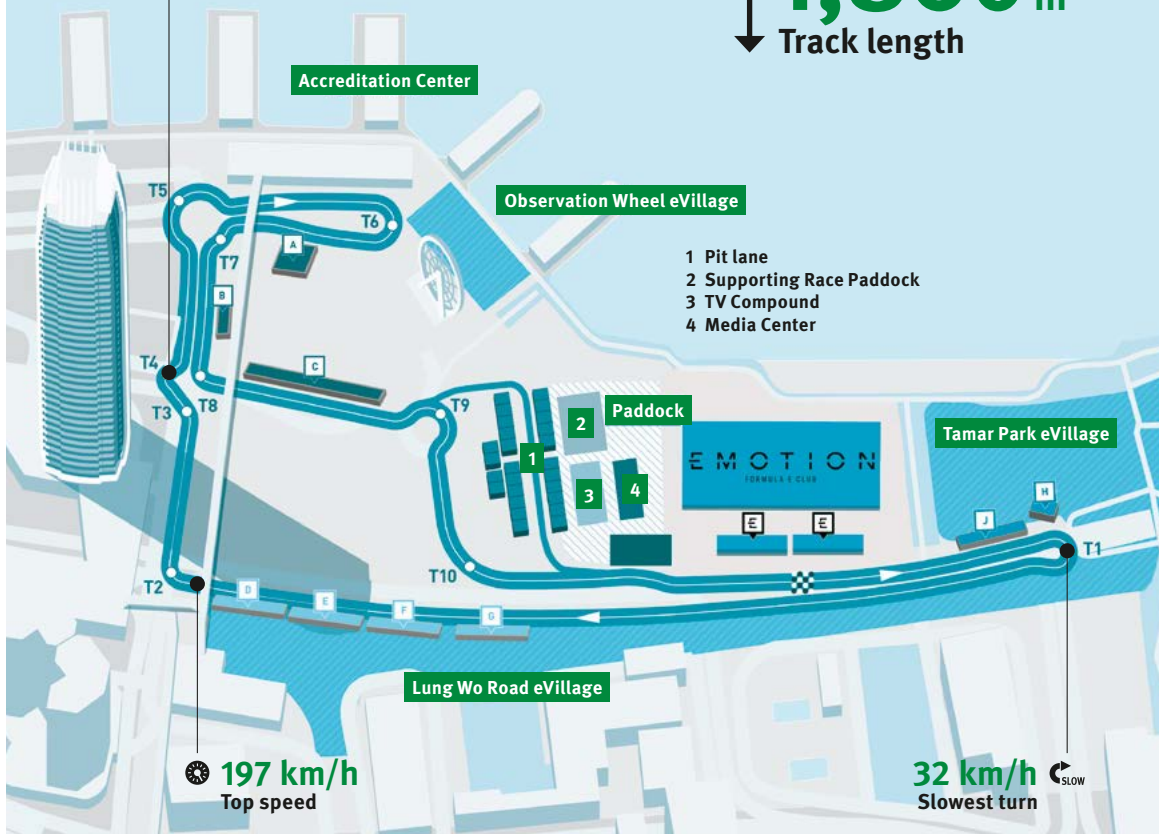 m
Track length
Accreditation Center
T5
Observation Wheel eVillage
T6
A
T7
1 Pit lane
2 Supporting Race Paddock
3 TV Compound
4 Media Center
B
T4
C
T3
T8
T9
2
Paddock
1
3
4
EMOTION
FORMULA E CLUB
Tamar Park eVillage
H
J
E
E
T1
T10
T2
D
E
F
G
Lung Wo Road eVillage
197 km/h
Top speed
32 km/h
SLOW
Slowest turn